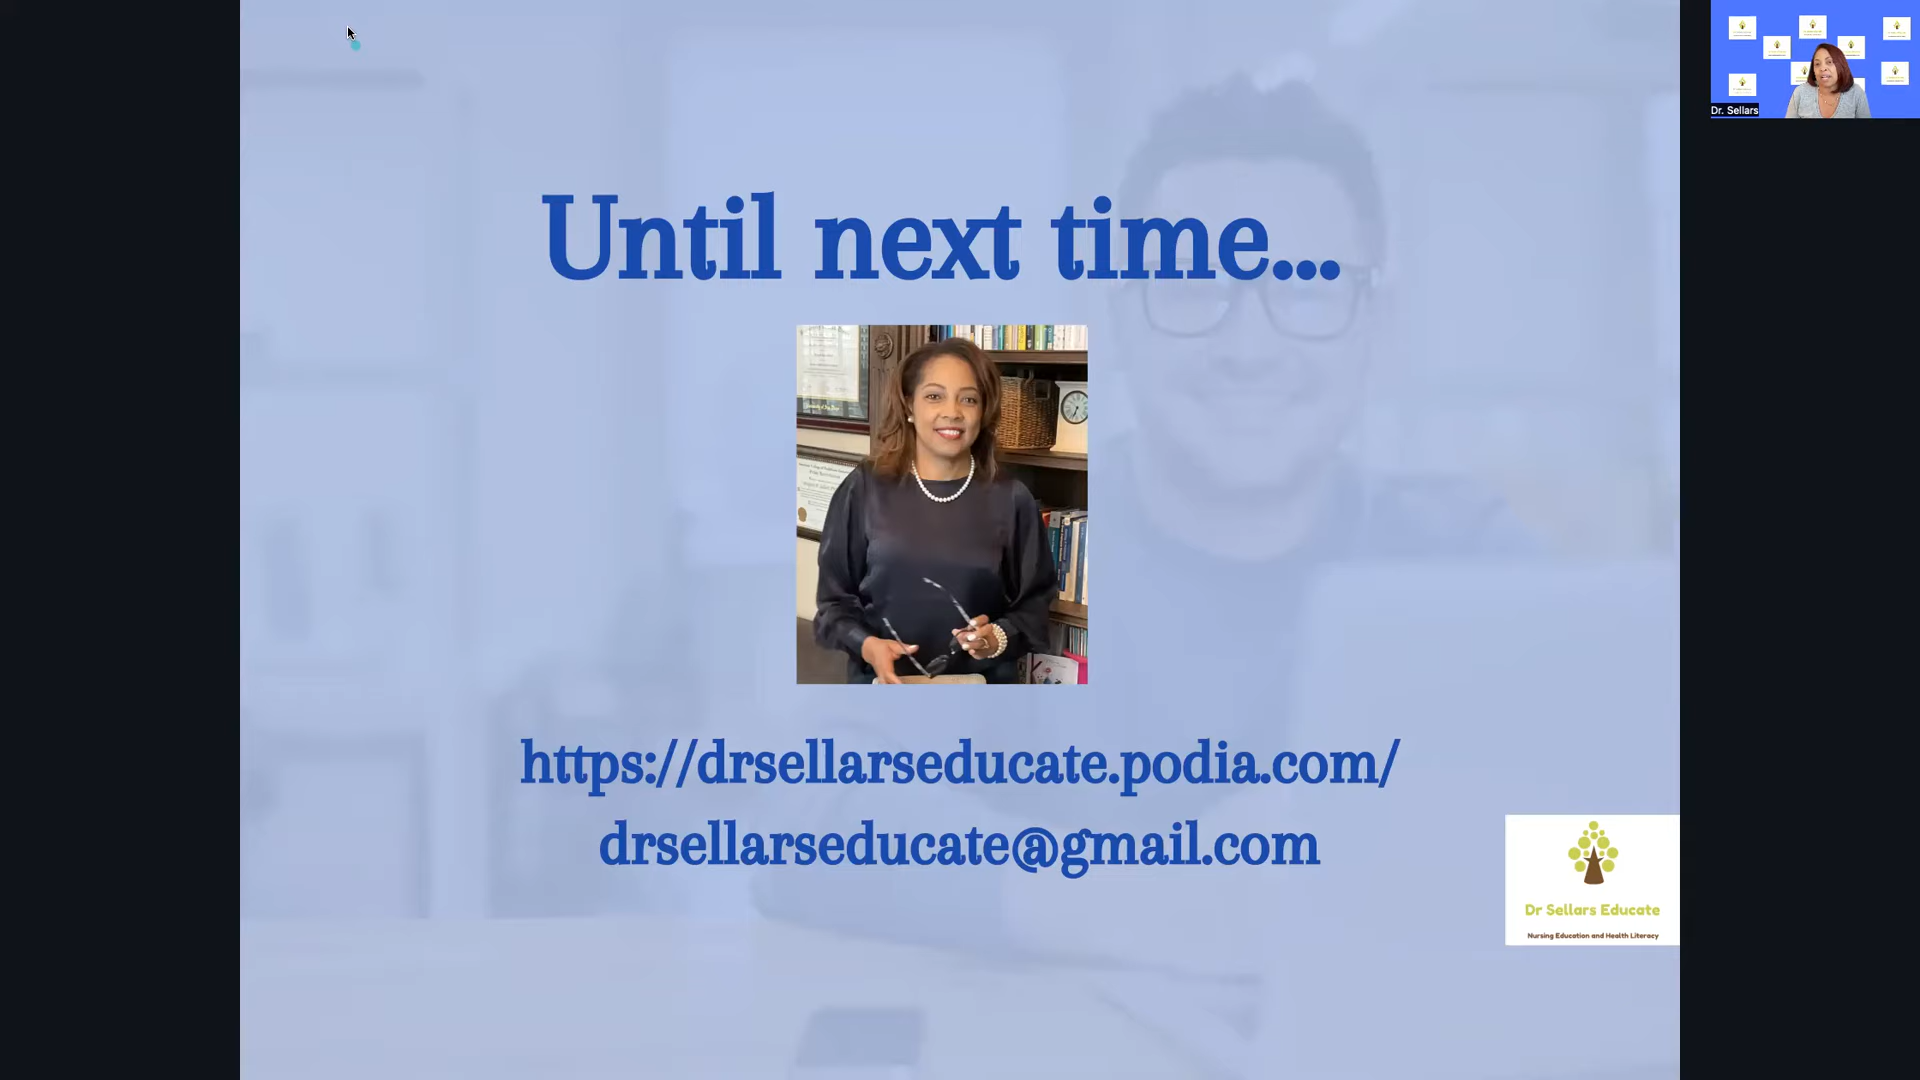 Until next time...
https://drsellarseducate.podia.com/
drsellarseducate@gmail.com
Dr Sellars Educate
Nursing Education and Health Literacy
Dr. Sellars